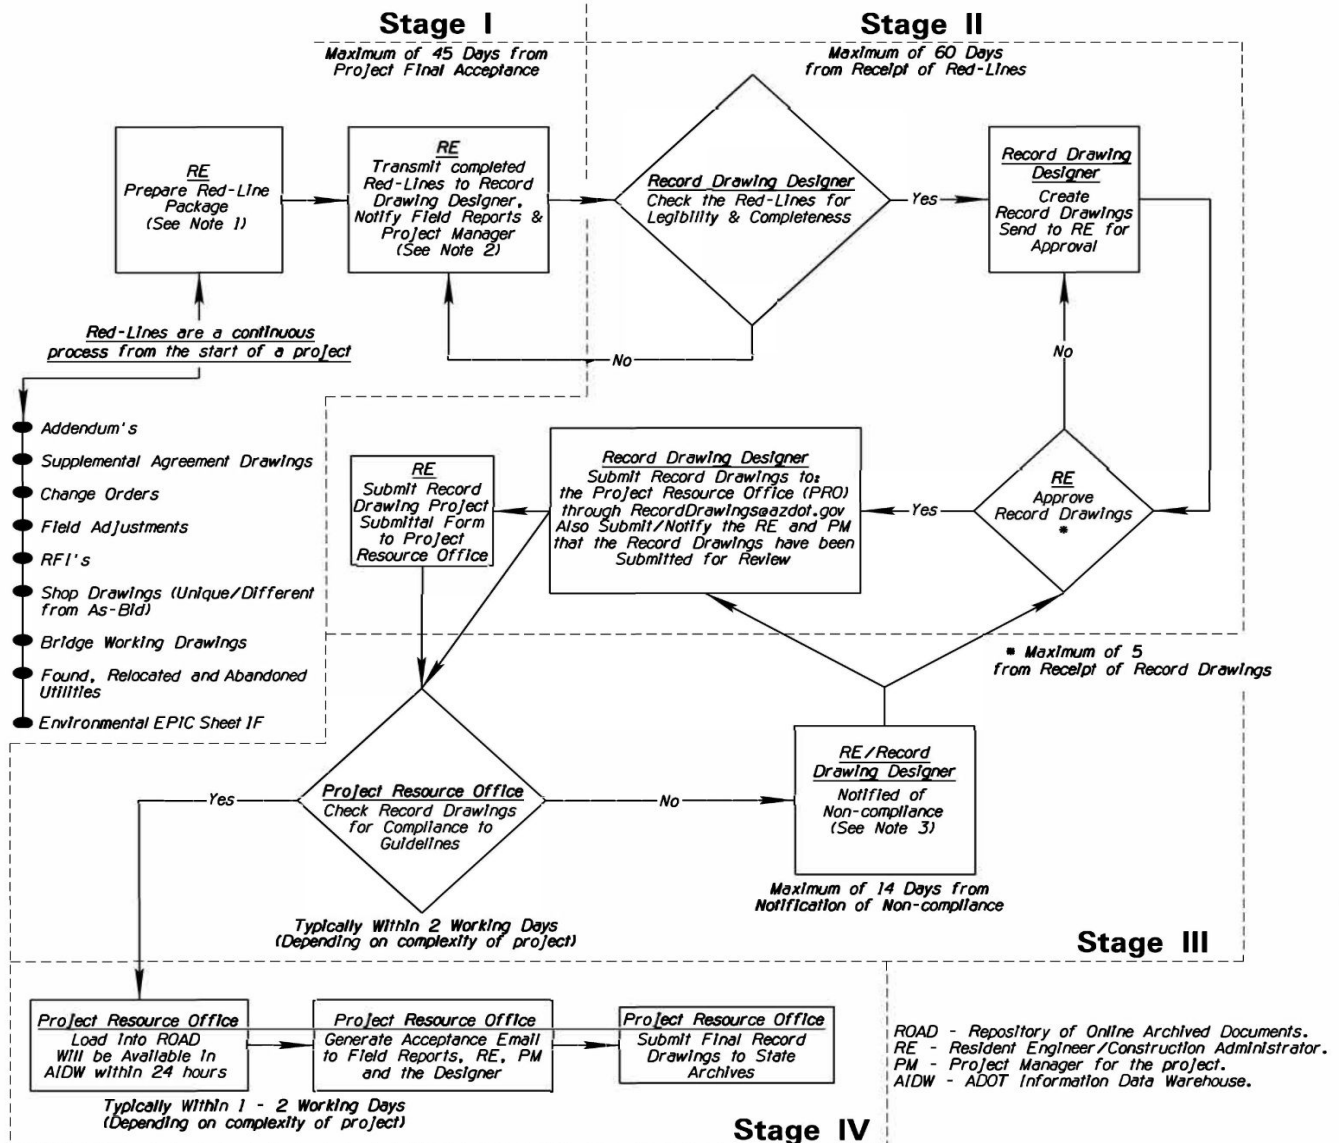 Stage I
Maximum of 45 Days from
Project Final Acceptance
Stage II
Maximum of 60 Days
from Receipt of Red-Lines
RE
Prepare Red-Line
Package
(See Note 1)
RE
Transmit completed
Red-Lines to Record
Drawing Designer,
Notify Field Reports &
Project Manager
(See Note 2)
Record Drawing Designer
Check the Red-Lines for
Legibility & Completeness
Yes
Record Drawing
Designer
Create
Record Drawings
Send to RE for
Approval
No
No
Red-Lines are a continuous
process from the start of a project
Addendum's
Supplemental Agreement Drawings
Change Orders
Field Adjustments
RFI's
Shop Drawings (Unique/Different
from As-Bid)
Bridge Working Drawings
Found, Relocated and Abandoned
Utilities
Environmental EPIC Sheet IF
RE
Submit Record
Drawing Project
Submittal Form
to Project
Resource Office
Record Drawing Designer
Submit Record Drawings to:
the Project Resource Office (PRO)
through RecordDrawings@azdot.gov
Also Submit/Notify the RE and PM
that the Record Drawings have been
Submitted for Review
Yes
RE
Approve
Record Drawings
*
* Maximum of 5
from Receipt of Record Drawings
Project Resource Office
Check Record Drawings
for Compliance to
Guidelines
Yes
No
RE/Record
Drawing Designer
Notified of
Non-compliance
(See Note 3)
Maximum of 14 Days from
Notification of Non-compliance
Typically Within 2 Working Days
(Depending on complexity of project)
Stage III
Project Resource Office
Load into ROAD
Will be Available in
AIDW within 24 hours
Project Resource Office
Generate Acceptance Email
to Field Reports, RE, PM
and the Designer
Project Resource Office
Submit Final Record
Drawings to State
Archives
Typically Within 1 - 2 Working Days
(Depending on complexity of project)
Stage IV
ROAD - Repository of Online Archived Documents.
RE - Resident Engineer/Construction Administrator.
PM - Project Manager for the project.
AIDW - ADOT Information Data Warehouse.